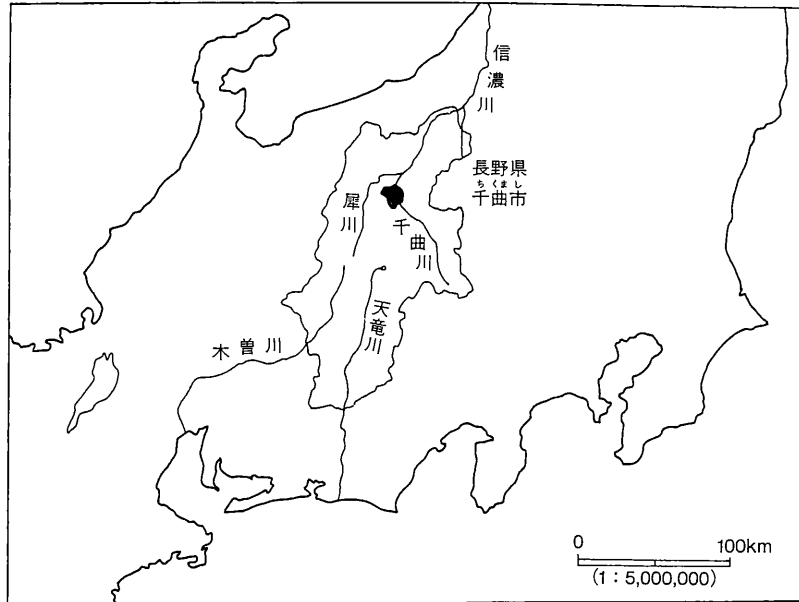 信濃川
長野県
ちくまし
千曲市
犀川
千曲川
天竜川
木曽川
0 100km
(1:5,000,000)